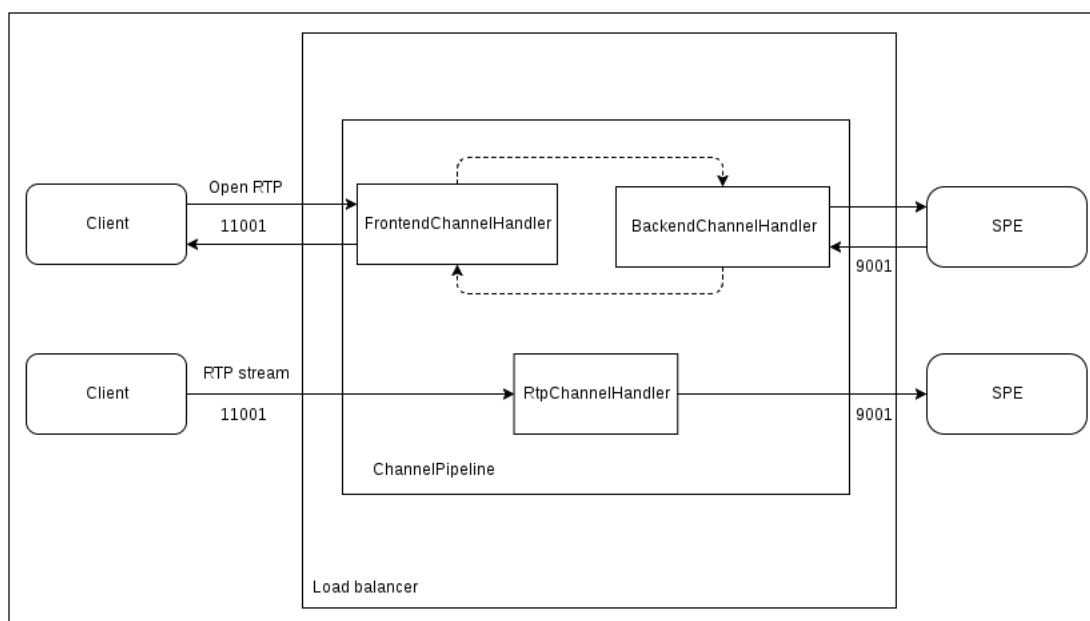 Open RTP
Client
11001
FrontendChannelHandler
BackendChannelHandler
SPE
9001
Client
RTP stream
11001
RtpChannelHandler
9001
SPE
ChannelPipeline
Load balancer